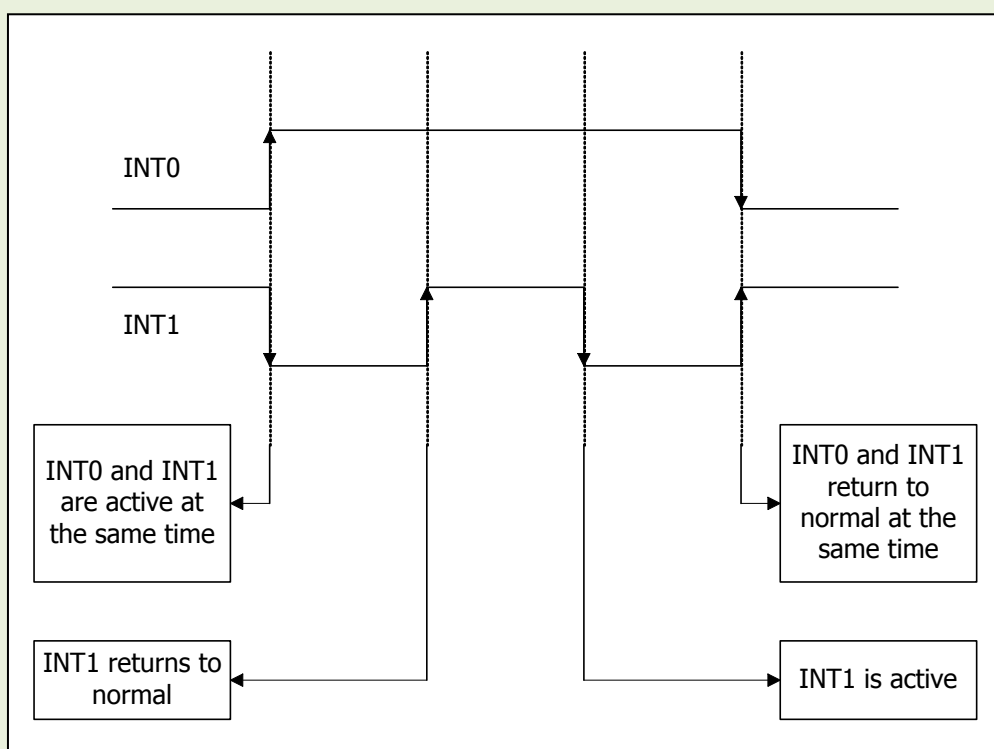 INT0
INT1
INT0 and INT1
are active at
the same time
INT0 and INT1
return to
normal at the
same time
INT1 returns to
normal
INT1 is active